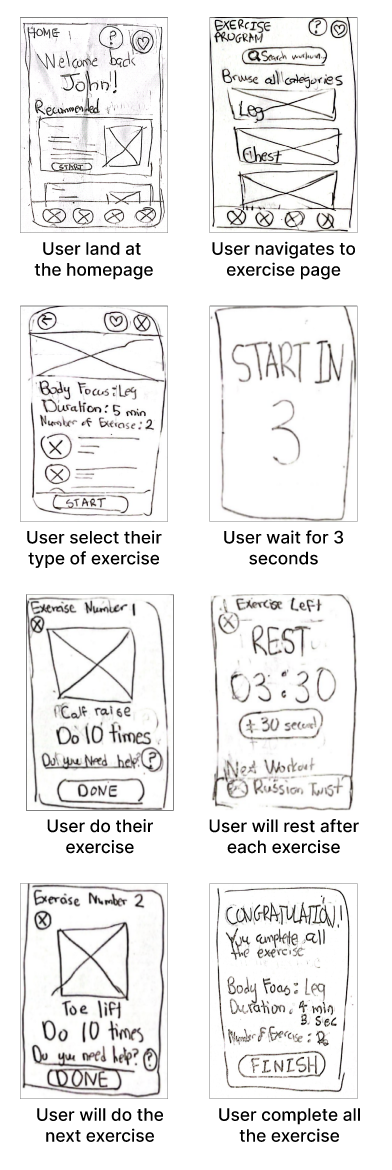 HOME
?
Welcome back
John!
Recommended
START
User land at
the homepage
EXERCISE
PROGRAM
?
Search workout
Browse all categories
Leg
Chest
User navigates to
exercise page
Body Focus: Leg
Duration: 5 min
Number of Exercise: 2
START
User select their
type of exercise
START IN
3
User wait for 3
seconds
Exercise Number 1
Calf raise
Do 10 times
Do you Need help? ?
DONE
User do their
exercise
1 Exercise Left
REST
03:30
+ 30 second
Next Workout
Russian Twist
User will rest after
each exercise
Exercise Number 2
Toe lift
Do 10 times
Do you need help? ?
DONE
User will do the
next exercise
CONGRATULATION!
You complete all
the exercise
Body Focus: Leg
Duration: 4 min
3 sec
Number of Exercise:
FINISH
User complete all
the exercise